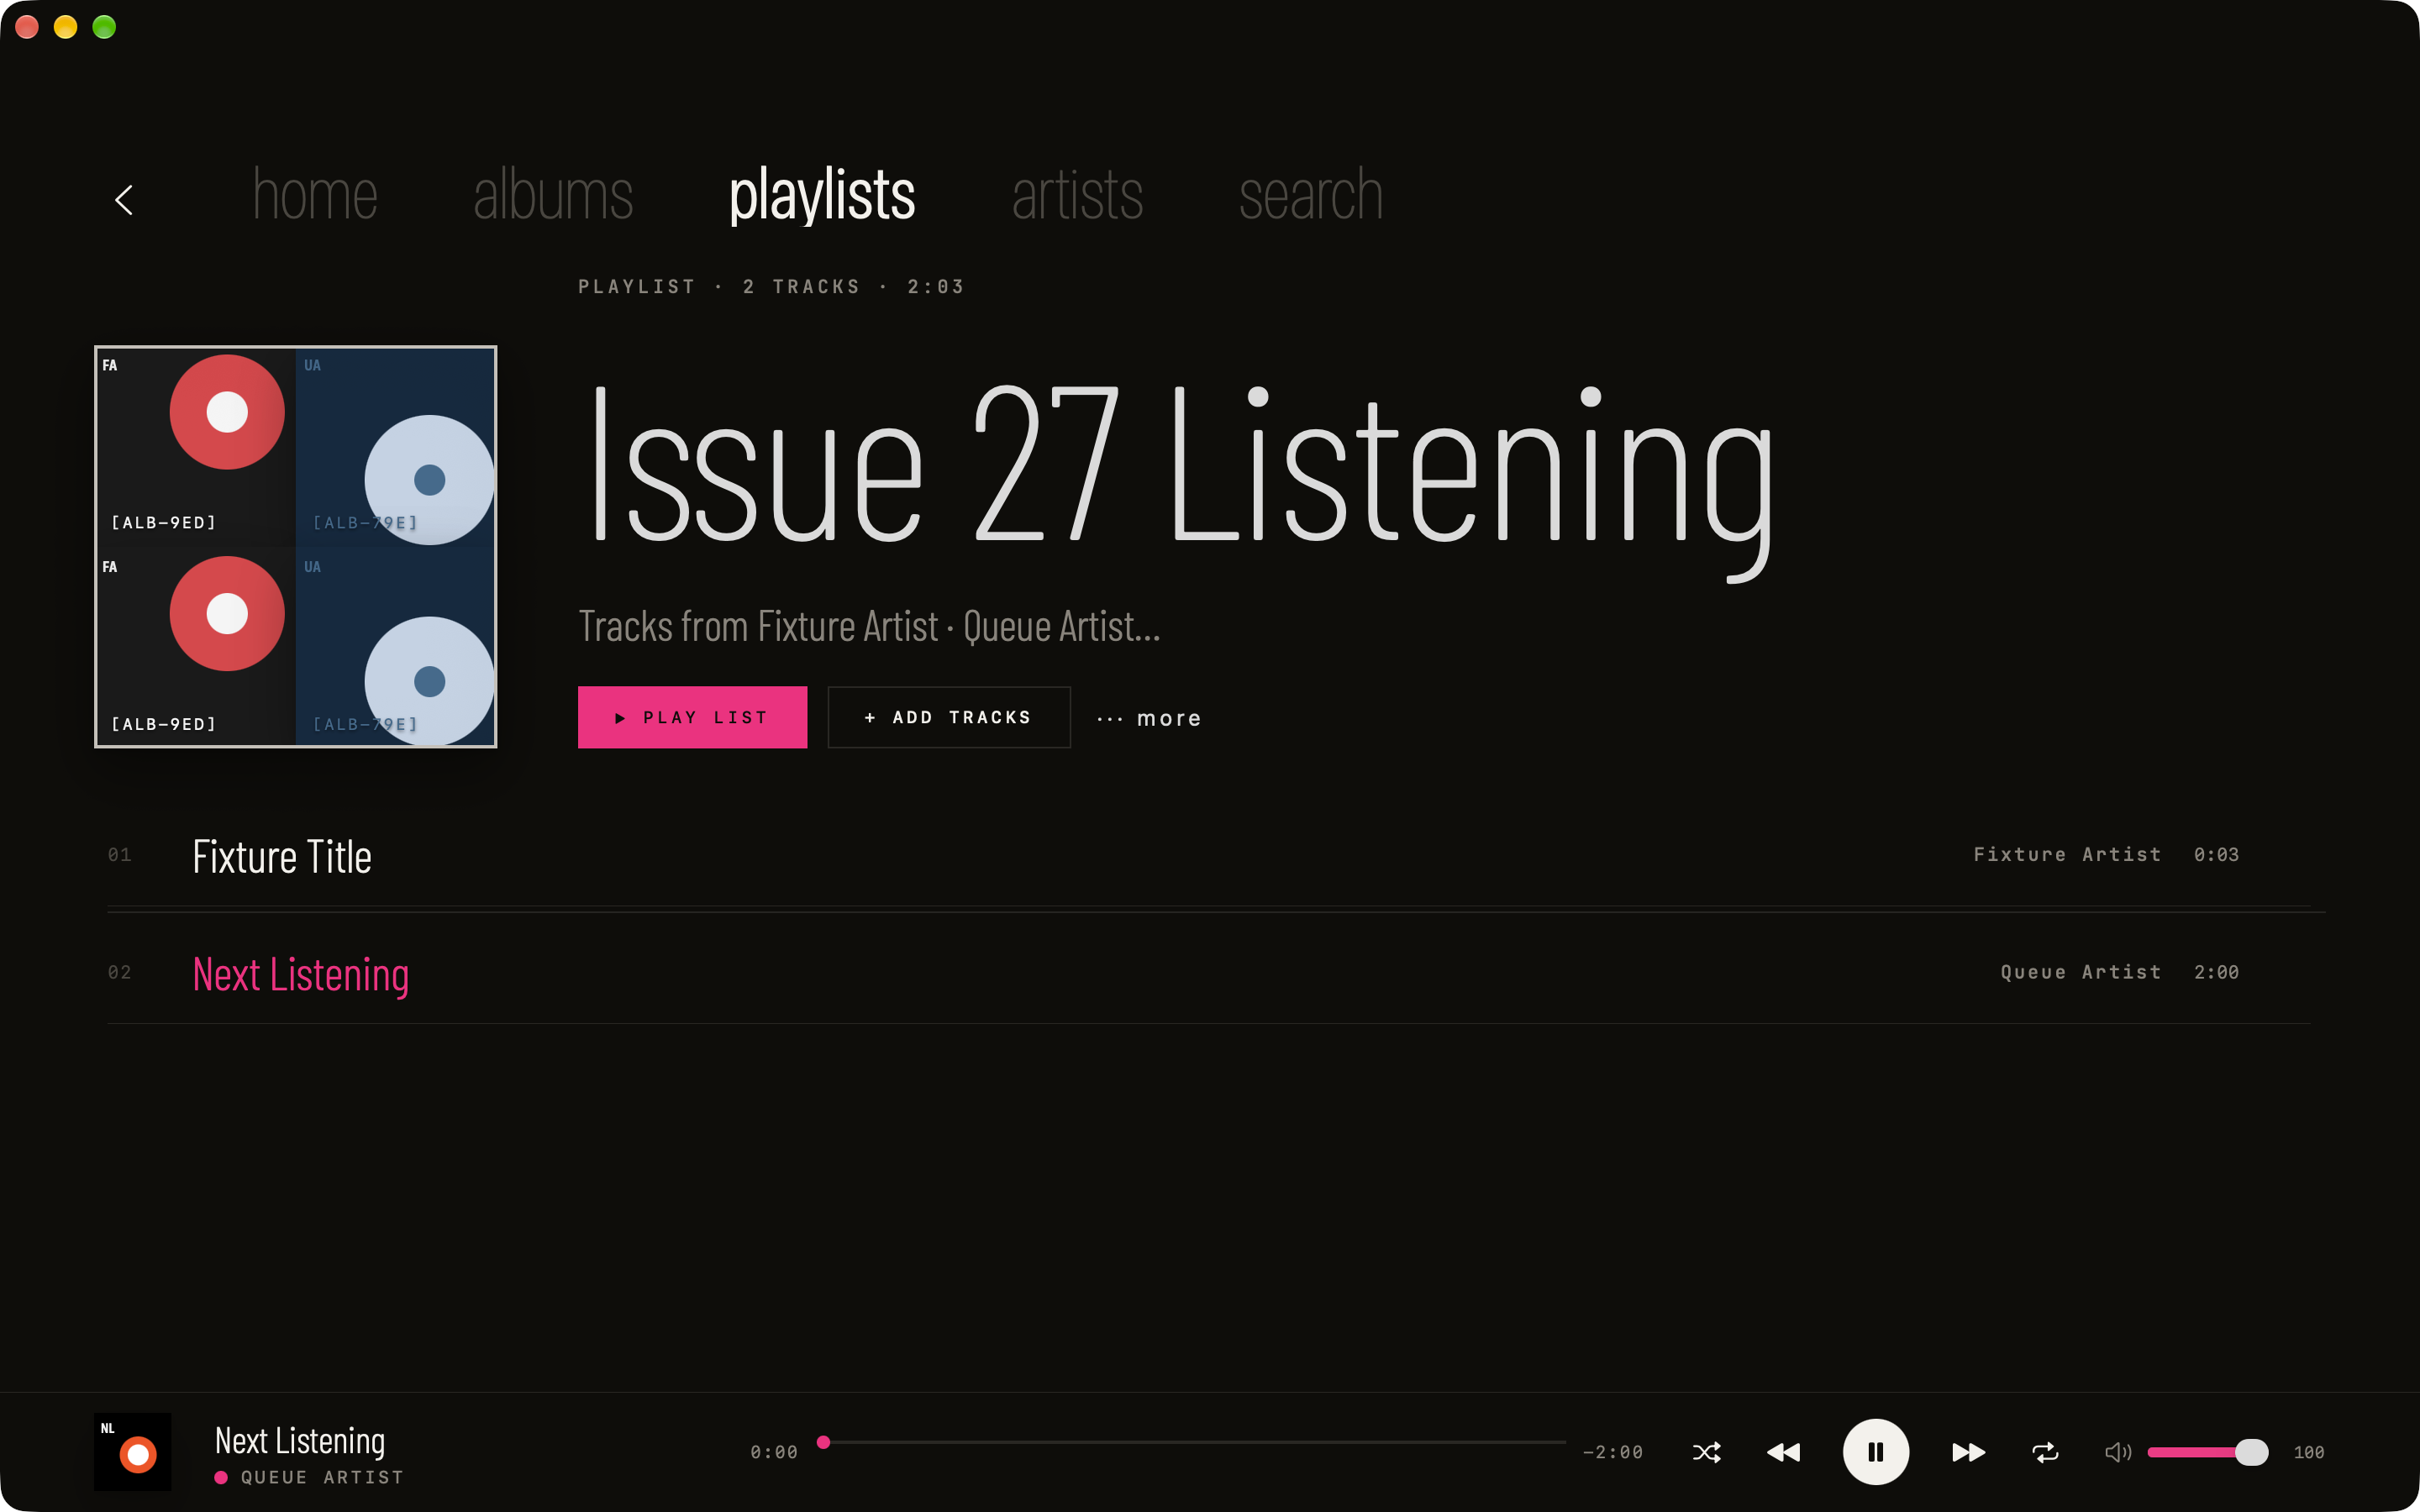 home albums playlists artists search
PLAYLIST · 2 TRACKS · 2:03
FA UA
[ALB-9ED] [ALB-79E]
FA UA
[ALB-9ED] [ALB-79E]
Issue 27 Listening
Tracks from Fixture Artist · Queue Artist...
▶ PLAY LIST + ADD TRACKS ··· more
01 Fixture Title Fixture Artist 0:03
02 Next Listening Queue Artist 2:00
NL
Next Listening
QUEUE ARTIST
0:00 -2:00 100